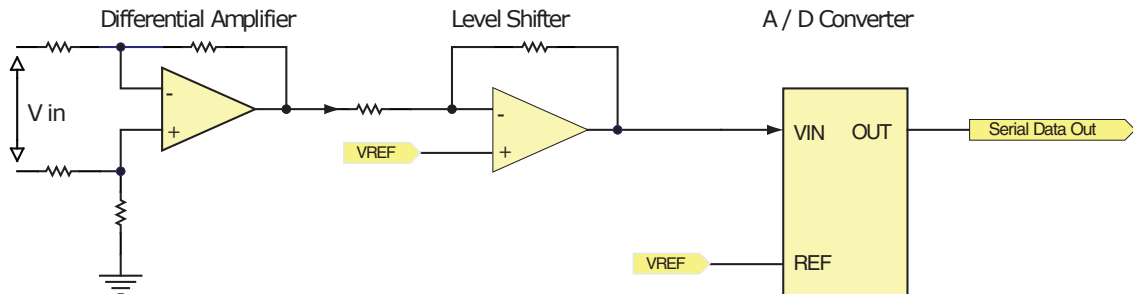 Differential Amplifier
Level Shifter
A / D Converter
V in
-
+
-
+
VREF
VIN
OUT
Serial Data Out
VREF
REF